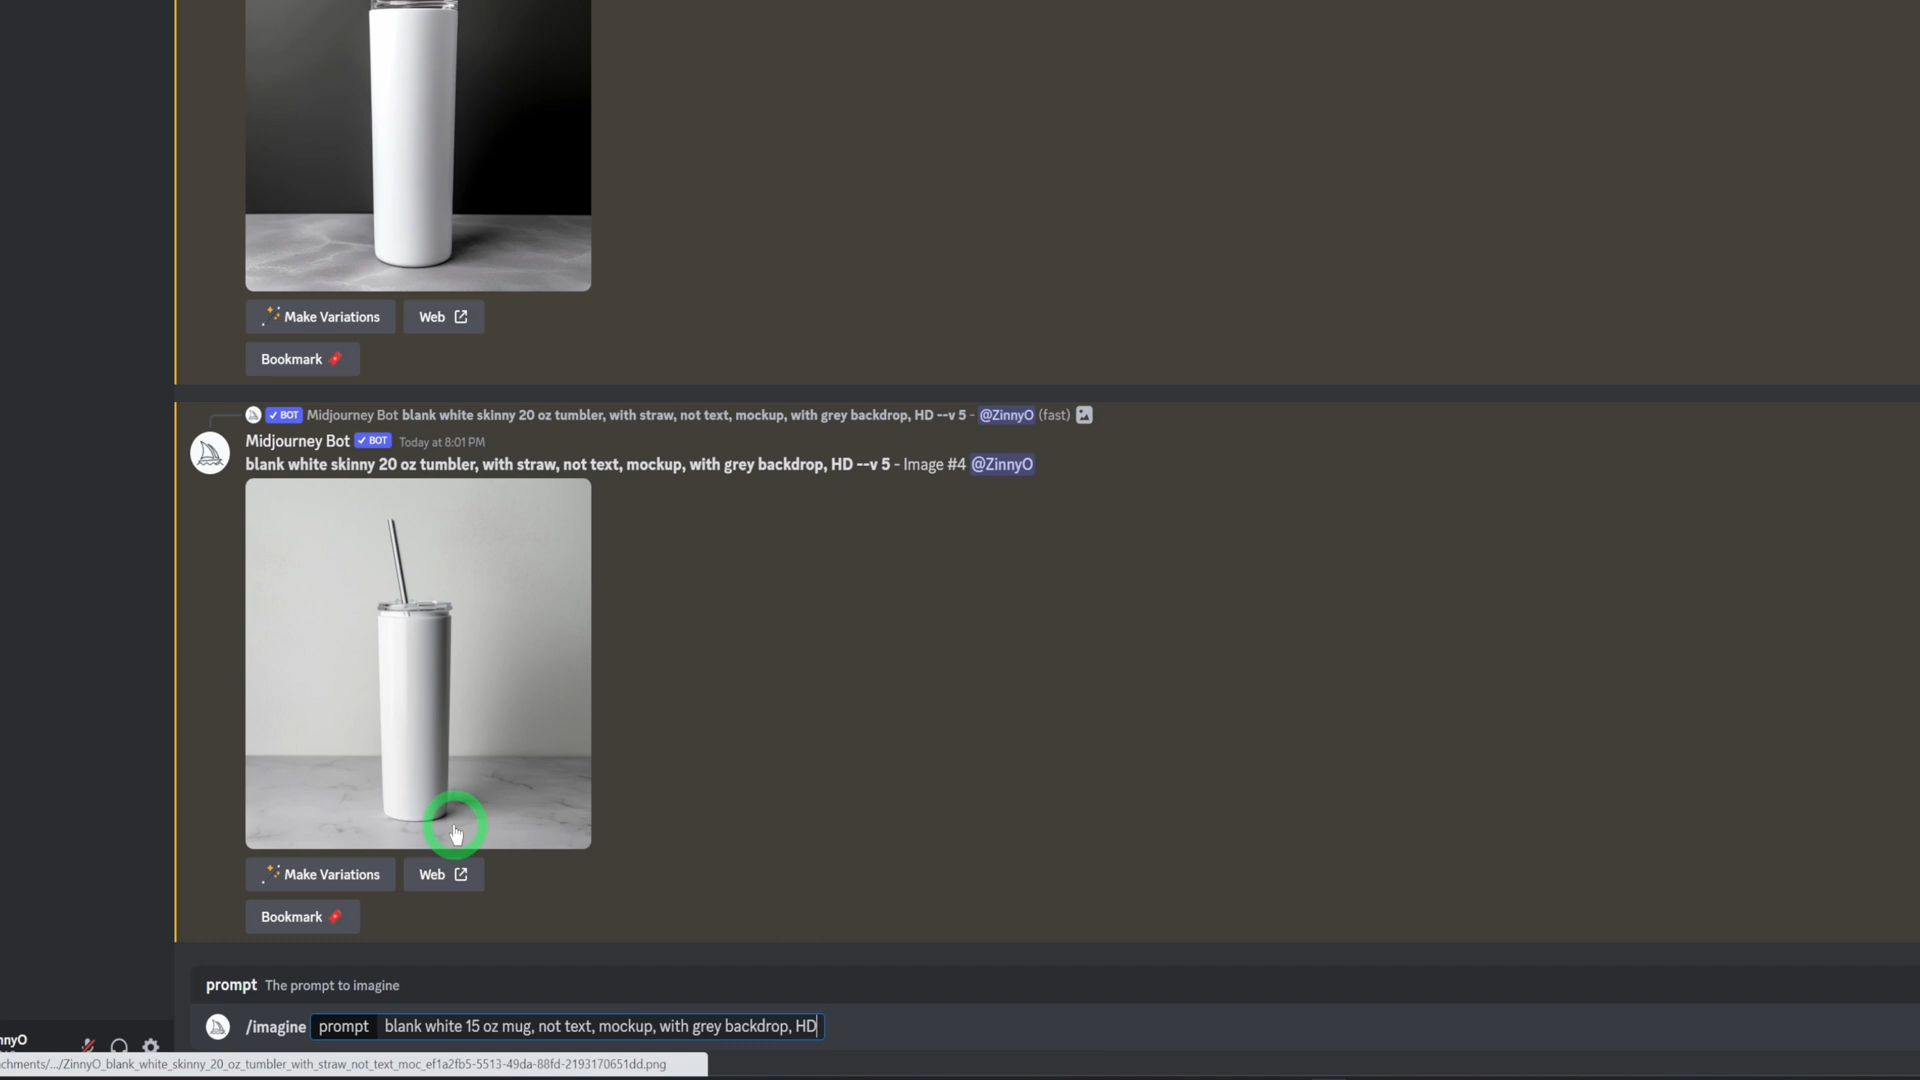 Make Variations
Web
Bookmark
BOT Midjourney Bot blank white skinny 20 oz tumbler, with straw, not text, mockup, with grey backdrop, HD --v 5 - @ZinnyO (fast)
Midjourney Bot BOT Today at 8:01 PM
blank white skinny 20 oz tumbler, with straw, not text, mockup, with grey backdrop, HD --v 5 - Image #4 @ZinnyO
Make Variations
Web
Bookmark
prompt The prompt to imagine
/imagine prompt blank white 15 oz mug, not text, mockup, with grey backdrop, HD
nnyO
chments/.../ZinnyO_blank_white_skinny_20_oz_tumbler_with_straw_not_text_moc_ef1a2fb5-5513-49da-88fd-2193170651dd.png